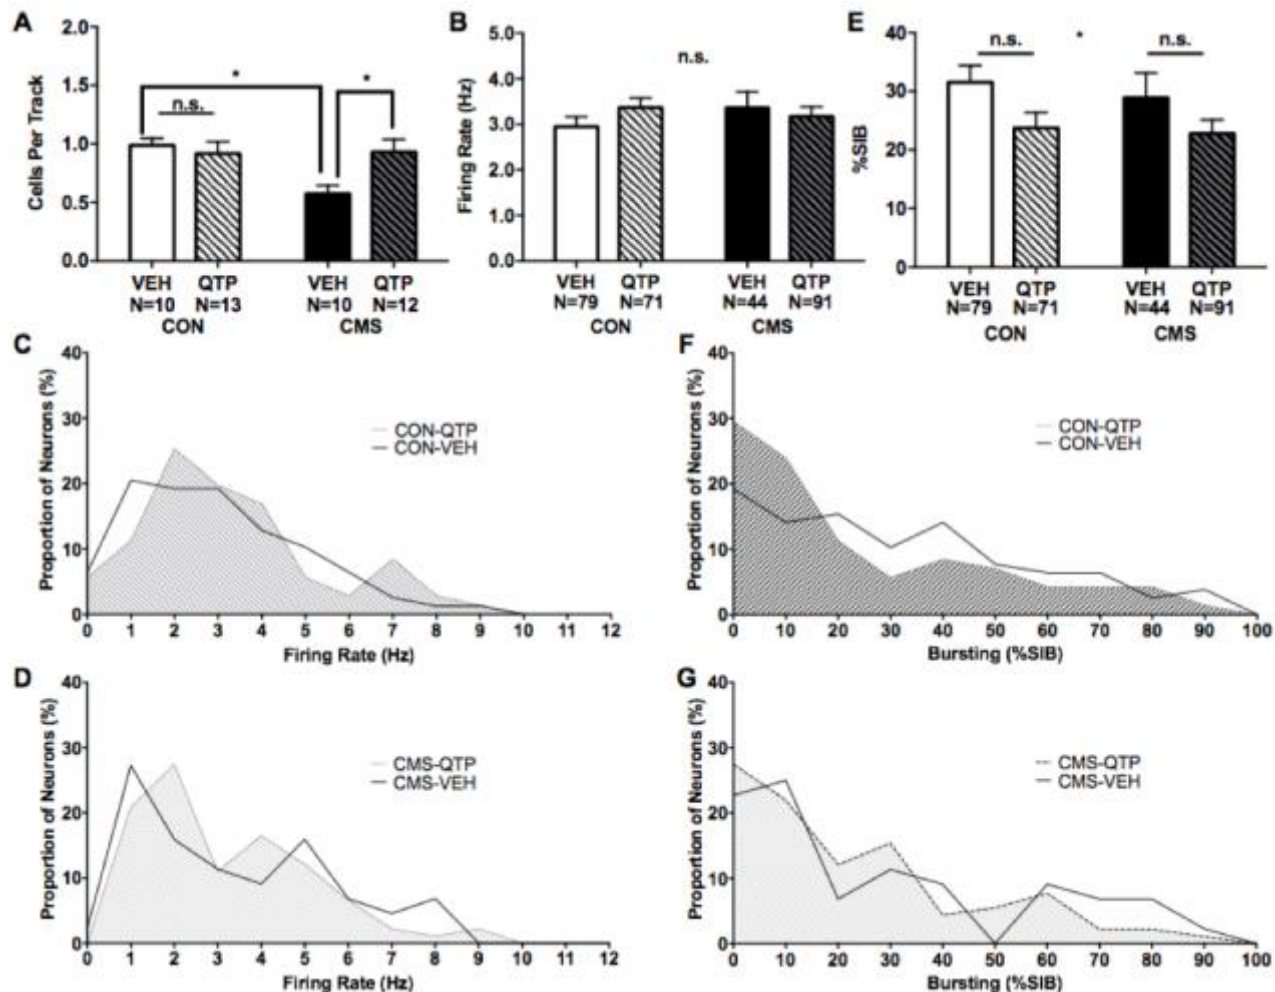 A
2.0
1.5
1.0
0.5
0.0
Cells Per Track
n.s.
*
*
VEH QTP VEH QTP
N=10 N=13 N=10 N=12
CON CMS
B
5.0
4.0
3.0
2.0
1.0
0.0
Firing Rate (Hz)
n.s.
VEH QTP VEH QTP
N=79 N=71 N=44 N=91
CON CMS
E
40
30
20
10
0
%SIB
n.s. * n.s.
VEH QTP VEH QTP
N=79 N=71 N=44 N=91
CON CMS
C
40
30
20
10
0
Proportion of Neurons (%)
CON-QTP
CON-VEH
0 1 2 3 4 5 6 7 8 9 10 11 12
Firing Rate (Hz)
F
40
30
20
10
0
Proportion of Neurons (%)
CON-QTP
CON-VEH
0 10 20 30 40 50 60 70 80 90 100
Bursting (%SIB)
D
40
30
20
10
0
Proportion of Neurons (%)
CMS-QTP
CMS-VEH
0 1 2 3 4 5 6 7 8 9 10 11 12
Firing Rate (Hz)
G
40
30
20
10
0
Proportion of Neurons (%)
CMS-QTP
CMS-VEH
0 10 20 30 40 50 60 70 80 90 100
Bursting (%SIB)